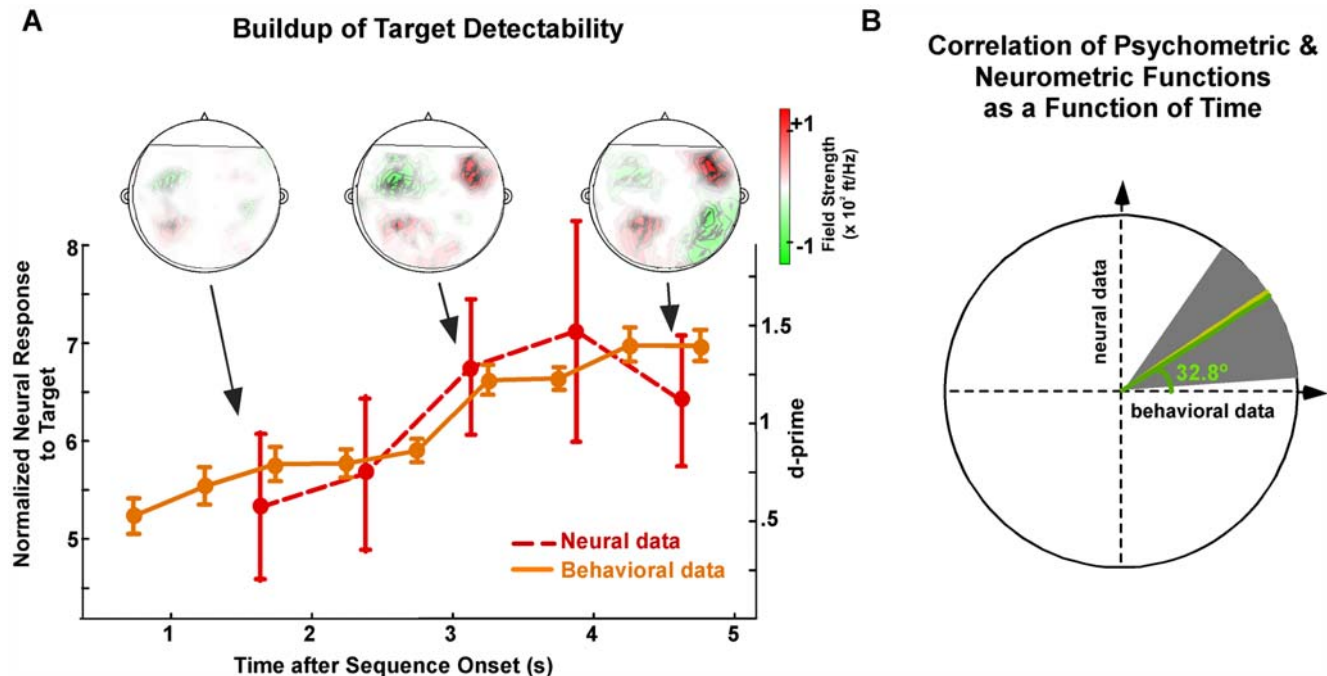 A
Buildup of Target Detectability
+1
-1
Field Strength
(x 10² ft/Hz)
8
7
6
5
Normalized Neural Response
to Target
1.5
1
.5
d-prime
Neural data
Behavioral data
1
2
3
4
5
Time after Sequence Onset (s)
B
Correlation of Psychometric &
Neurometric Functions
as a Function of Time
neural data
32.8º
behavioral data